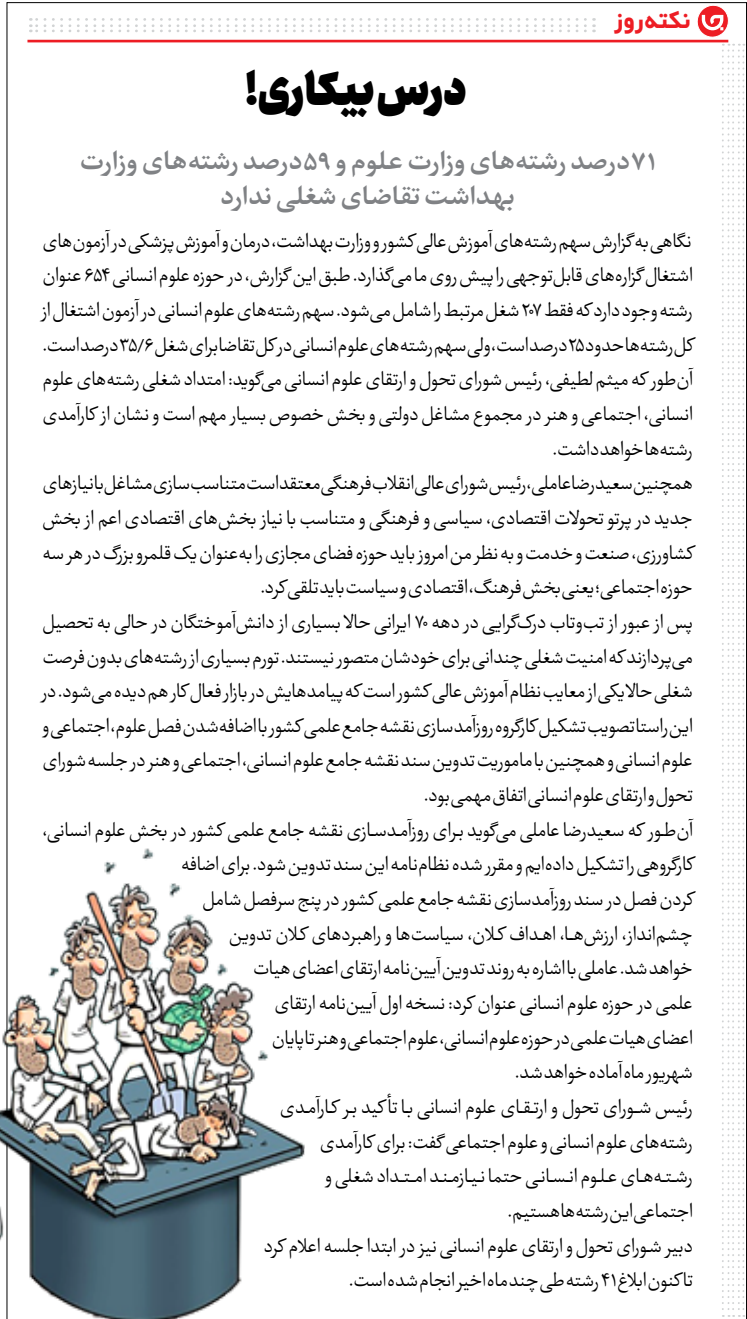 نکته‌روز
درس بیکاری!
۷۱درصد رشته‌های وزارت علوم و ۵۹درصد رشته‌های وزارت
بهداشت تقاضای شغلی ندارد
نگاهی به گزارش سهم رشته‌های آموزش عالی کشور و وزارت بهداشت، درمان و آموزش پزشکی در آزمون های
اشتغال گزاره‌های قابل‌توجهی را پیش روی ما می‌گذارد. طبق این گزارش، در حوزه علوم انسانی ۶۵۴ عنوان
رشته وجود دارد که فقط ۲۰۷ شغل مرتبط را شامل می‌شود. سهم رشته‌های علوم انسانی در آزمون اشتغال از
کل رشته‌ها حدود ۲۵درصد است، ولی سهم رشته های علوم انسانی در کل تقاضا برای شغل ۳۵/۶ درصد است.
آن‌طور که میثم لطیفی، رئیس شورای تحول و ارتقای علوم انسانی می‌گوید: امتداد شغلی رشته‌های علوم
انسانی، اجتماعی و هنر در مجموع مشاغل دولتی و بخش خصوص بسیار مهم است و نشان از کارآمدی
رشته‌ها خواهد داشت.
همچنین سعیدرضا عاملی، رئیس شورای عالی انقلاب فرهنگی معتقد است متناسب سازی مشاغل با نیازهای
جدید در پرتو تحولات اقتصادی، سیاسی و فرهنگی و متناسب با نیاز بخش‌های اقتصادی اعم از بخش
کشاورزی، صنعت و خدمت و به نظر من امروز باید حوزه فضای مجازی را به‌عنوان یک قلمرو بزرگ در هر سه
حوزه اجتماعی؛ یعنی بخش فرهنگ، اقتصادی و سیاست باید تلقی کرد.
پس از عبور از تب‌وتاب درک‌گرایی در دهه ۷۰ ایرانی حالا بسیاری از دانش‌آموختگان در حالی به تحصیل
می‌پردازند که امنیت شغلی چندانی برای خودشان متصور نیستند. تورم بسیاری از رشته‌های بدون فرصت
شغلی حالا یکی از معایب نظام آموزش عالی کشور است که پیامدهایش در بازار فعال کار هم دیده می‌شود. در
این راستا تصویب تشکیل کارگروه روزآمدسازی نقشه جامع علمی کشور با اضافه‌شدن فصل علوم، اجتماعی و
علوم انسانی و همچنین با ماموریت تدوین سند نقشه جامع علوم انسانی، اجتماعی و هنر در جلسه شورای
تحول و ارتقای علوم انسانی اتفاق مهمی بود.
آن‌طور که سعیدرضا عاملی می‌گوید برای روزآمدسازی نقشه جامع علمی کشور در بخش علوم انسانی،
کارگروهی را تشکیل داده‌ایم و مقرر شده نظام‌نامه این سند تدوین شود. برای اضافه
کردن فصل در سند روزآمدسازی نقشه جامع علمی کشور در پنج سرفصل شامل
چشم‌انداز، ارزش‌ها، اهداف کلان، سیاست‌ها و راهبردهای کلان تدوین
خواهد شد. عاملی با اشاره به روند تدوین آیین‌نامه ارتقای اعضای هیات
علمی در حوزه علوم انسانی عنوان کرد: نسخه اول آیین‌نامه ارتقای
اعضای هیات علمی در حوزه علوم انسانی، علوم اجتماعی و هنر تا پایان
شهریور ماه آماده خواهد شد.
رئیس شورای تحول و ارتقای علوم انسانی با تأکید بر کارآمدی
رشته‌های علوم انسانی و علوم اجتماعی گفت: برای کارآمدی
رشته‌های علوم انسانی حتما نیازمند امتداد شغلی و
اجتماعی این رشته‌ها هستیم.
دبیر شورای تحول و ارتقای علوم انسانی نیز در ابتدا جلسه اعلام کرد
تاکنون ابلاغ ۴۱ رشته طی چند ماه اخیر انجام شده است.